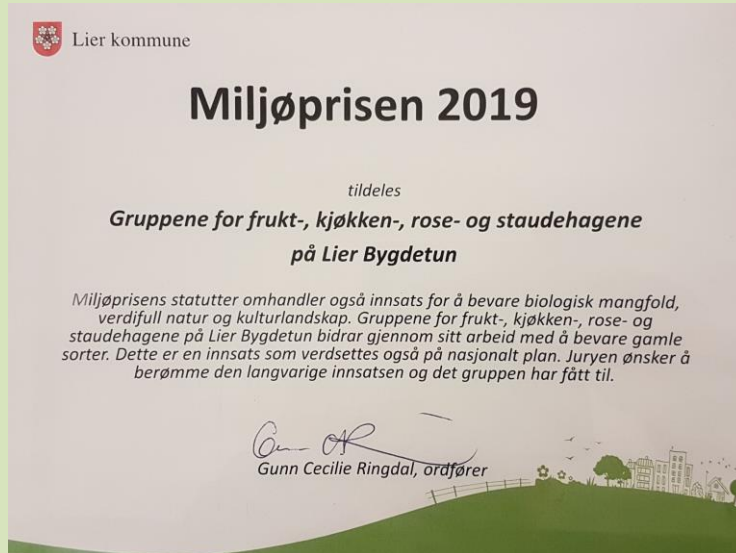 Lier kommune
Miljøprisen 2019
tildeles
Gruppene for frukt-, kjøkken-, rose- og staudehagene
på Lier Bygdetun
Miljøprisens statutter omhandler også innsats for å bevare biologisk mangfold,
verdifull natur og kulturlandskap. Gruppene for frukt-, kjøkken-, rose- og
staudehagene på Lier Bygdetun bidrar gjennom sitt arbeid med å bevare gamle
sorter. Dette er en innsats som verdsettes også på nasjonalt plan. Juryen ønsker å
berømme den langvarige innsatsen og det gruppen har fått til.
Gunn Cecilie Ringdal, ordfører